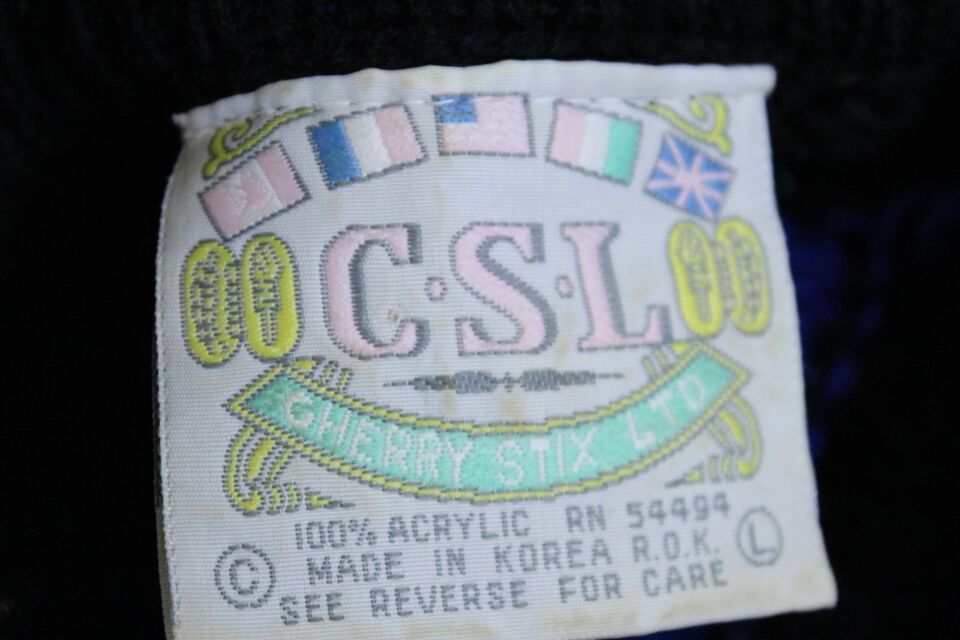 C·S·L
CHERRY STIX LTD
100% ACRYLIC RN 54494
© MADE IN KOREA R.O.K. L
SEE REVERSE FOR CARE